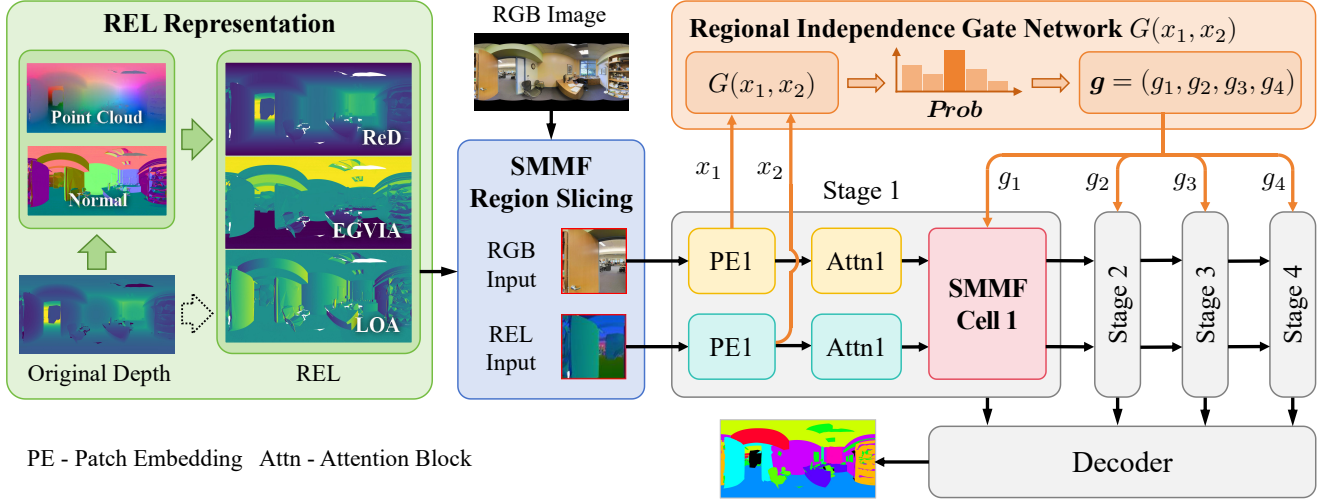 REL Representation
Point Cloud
Normal
Original Depth
ReD
EGVIA
LOA
REL
RGB Image
SMMF
Region Slicing
RGB
Input
REL
Input
Regional Independence Gate Network G(x₁, x₂)
G(x₁, x₂)
Prob
g = (g₁, g₂, g₃, g₄)
x₁
x₂
Stage 1
g₁
g₂
g₃
g₄
PE1
Attn1
PE1
Attn1
SMMF
Cell 1
Stage 2
Stage 3
Stage 4
Decoder
PE - Patch Embedding Attn - Attention Block